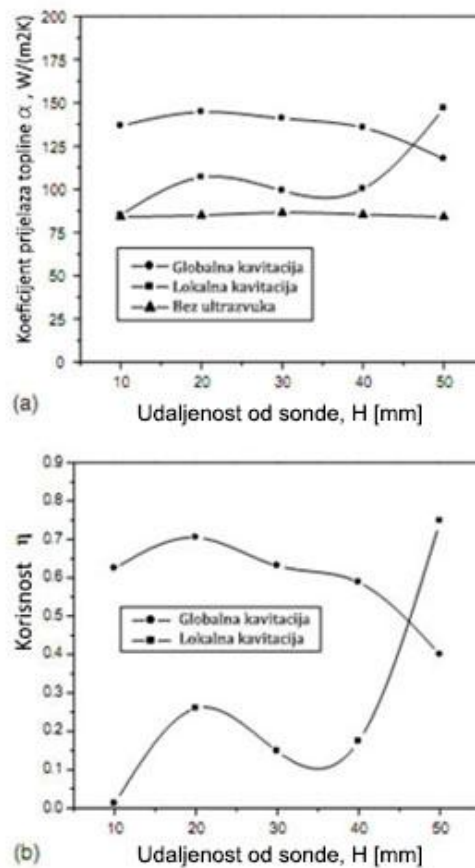 200
175
150
125
100
75
50
25
0
Koeficijent prijelaza topline α , W/(m2K)
Globalna kavitacija
Lokalna kavitacija
Bez ultrazvuka
10 20 30 40 50
(a)
Udaljenost od sonde, H [mm]
0.9
0.8
0.7
0.6
0.5
0.4
0.3
0.2
0.1
0.0
Korisnost η
Globalna kavitacija
Lokalna kavitacija
10 20 30 40 50
(b)
Udaljenost od sonde, H [mm]